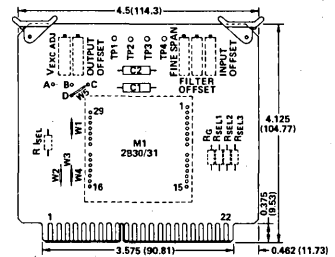 4.5(114.3)
VEXC ADJ
OUTPUT OFFSET
TP1
TP2
TP3
TP4
FINE SPAN
INPUT OFFSET
FILTER OFFSET
A
B
C
D
W5
C2
C1
29
1
M1
2B30/31
16
15
RISEL
W1
W2
W3
W4
RG
RSEL1
RSEL2
RSEL3
4.125
(104.77)
0.375
(9.53)
1
22
3.575 (90.81)
0.462 (11.73)